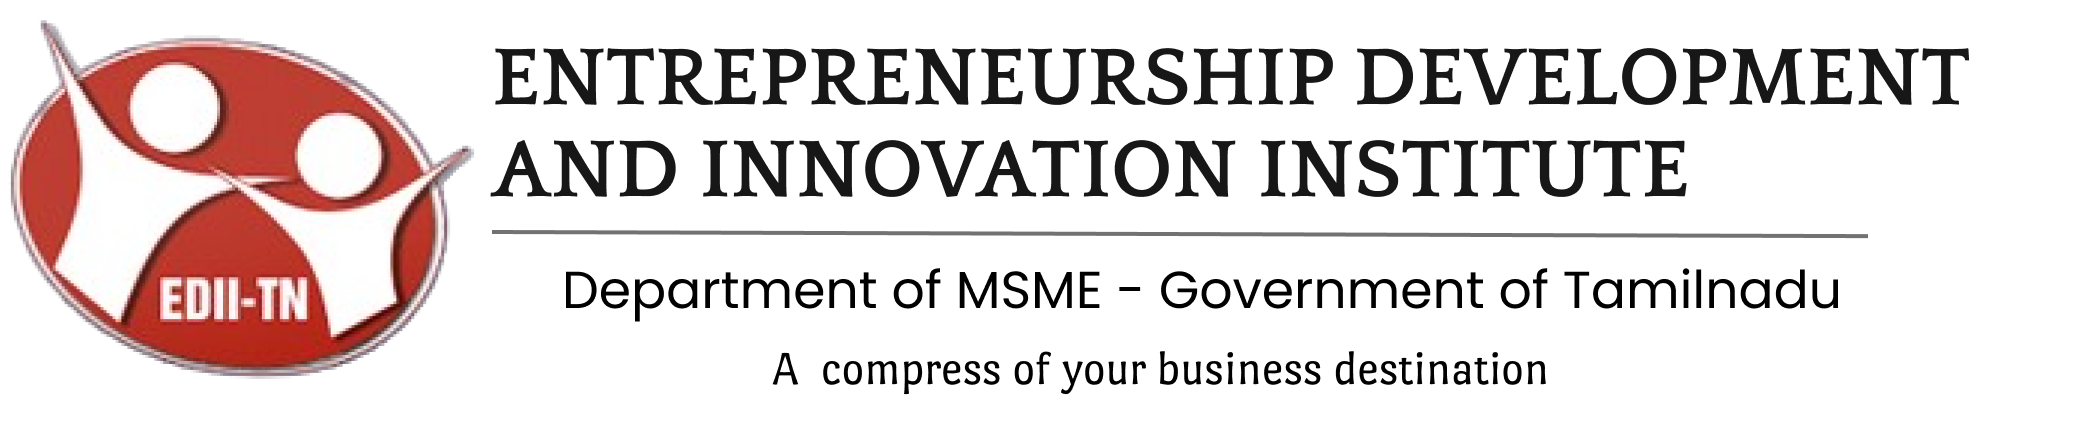 ENTREPRENEURSHIP DEVELOPMENT
AND INNOVATION INSTITUTE
EDII-TN
Department of MSME - Government of Tamilnadu
A compress of your business destination